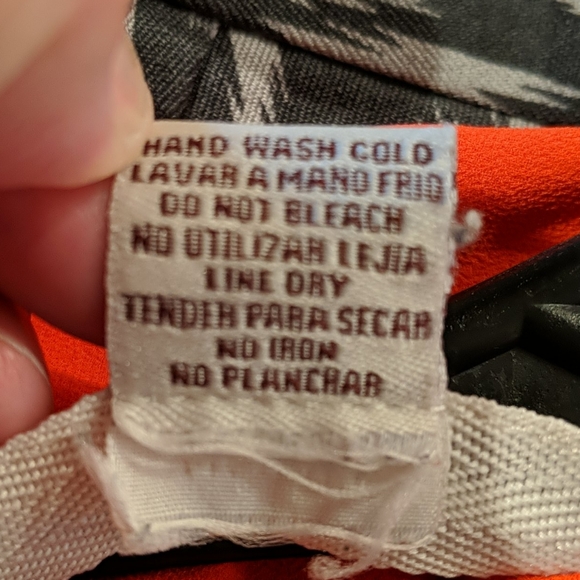 HAND WASH COLD
LAVAR A MANO FRIO
DO NOT BLEACH
NO UTILIZAR LEJIA
LINE DRY
TENDER PARA SECAR
NO IRON
NO PLANCHAR